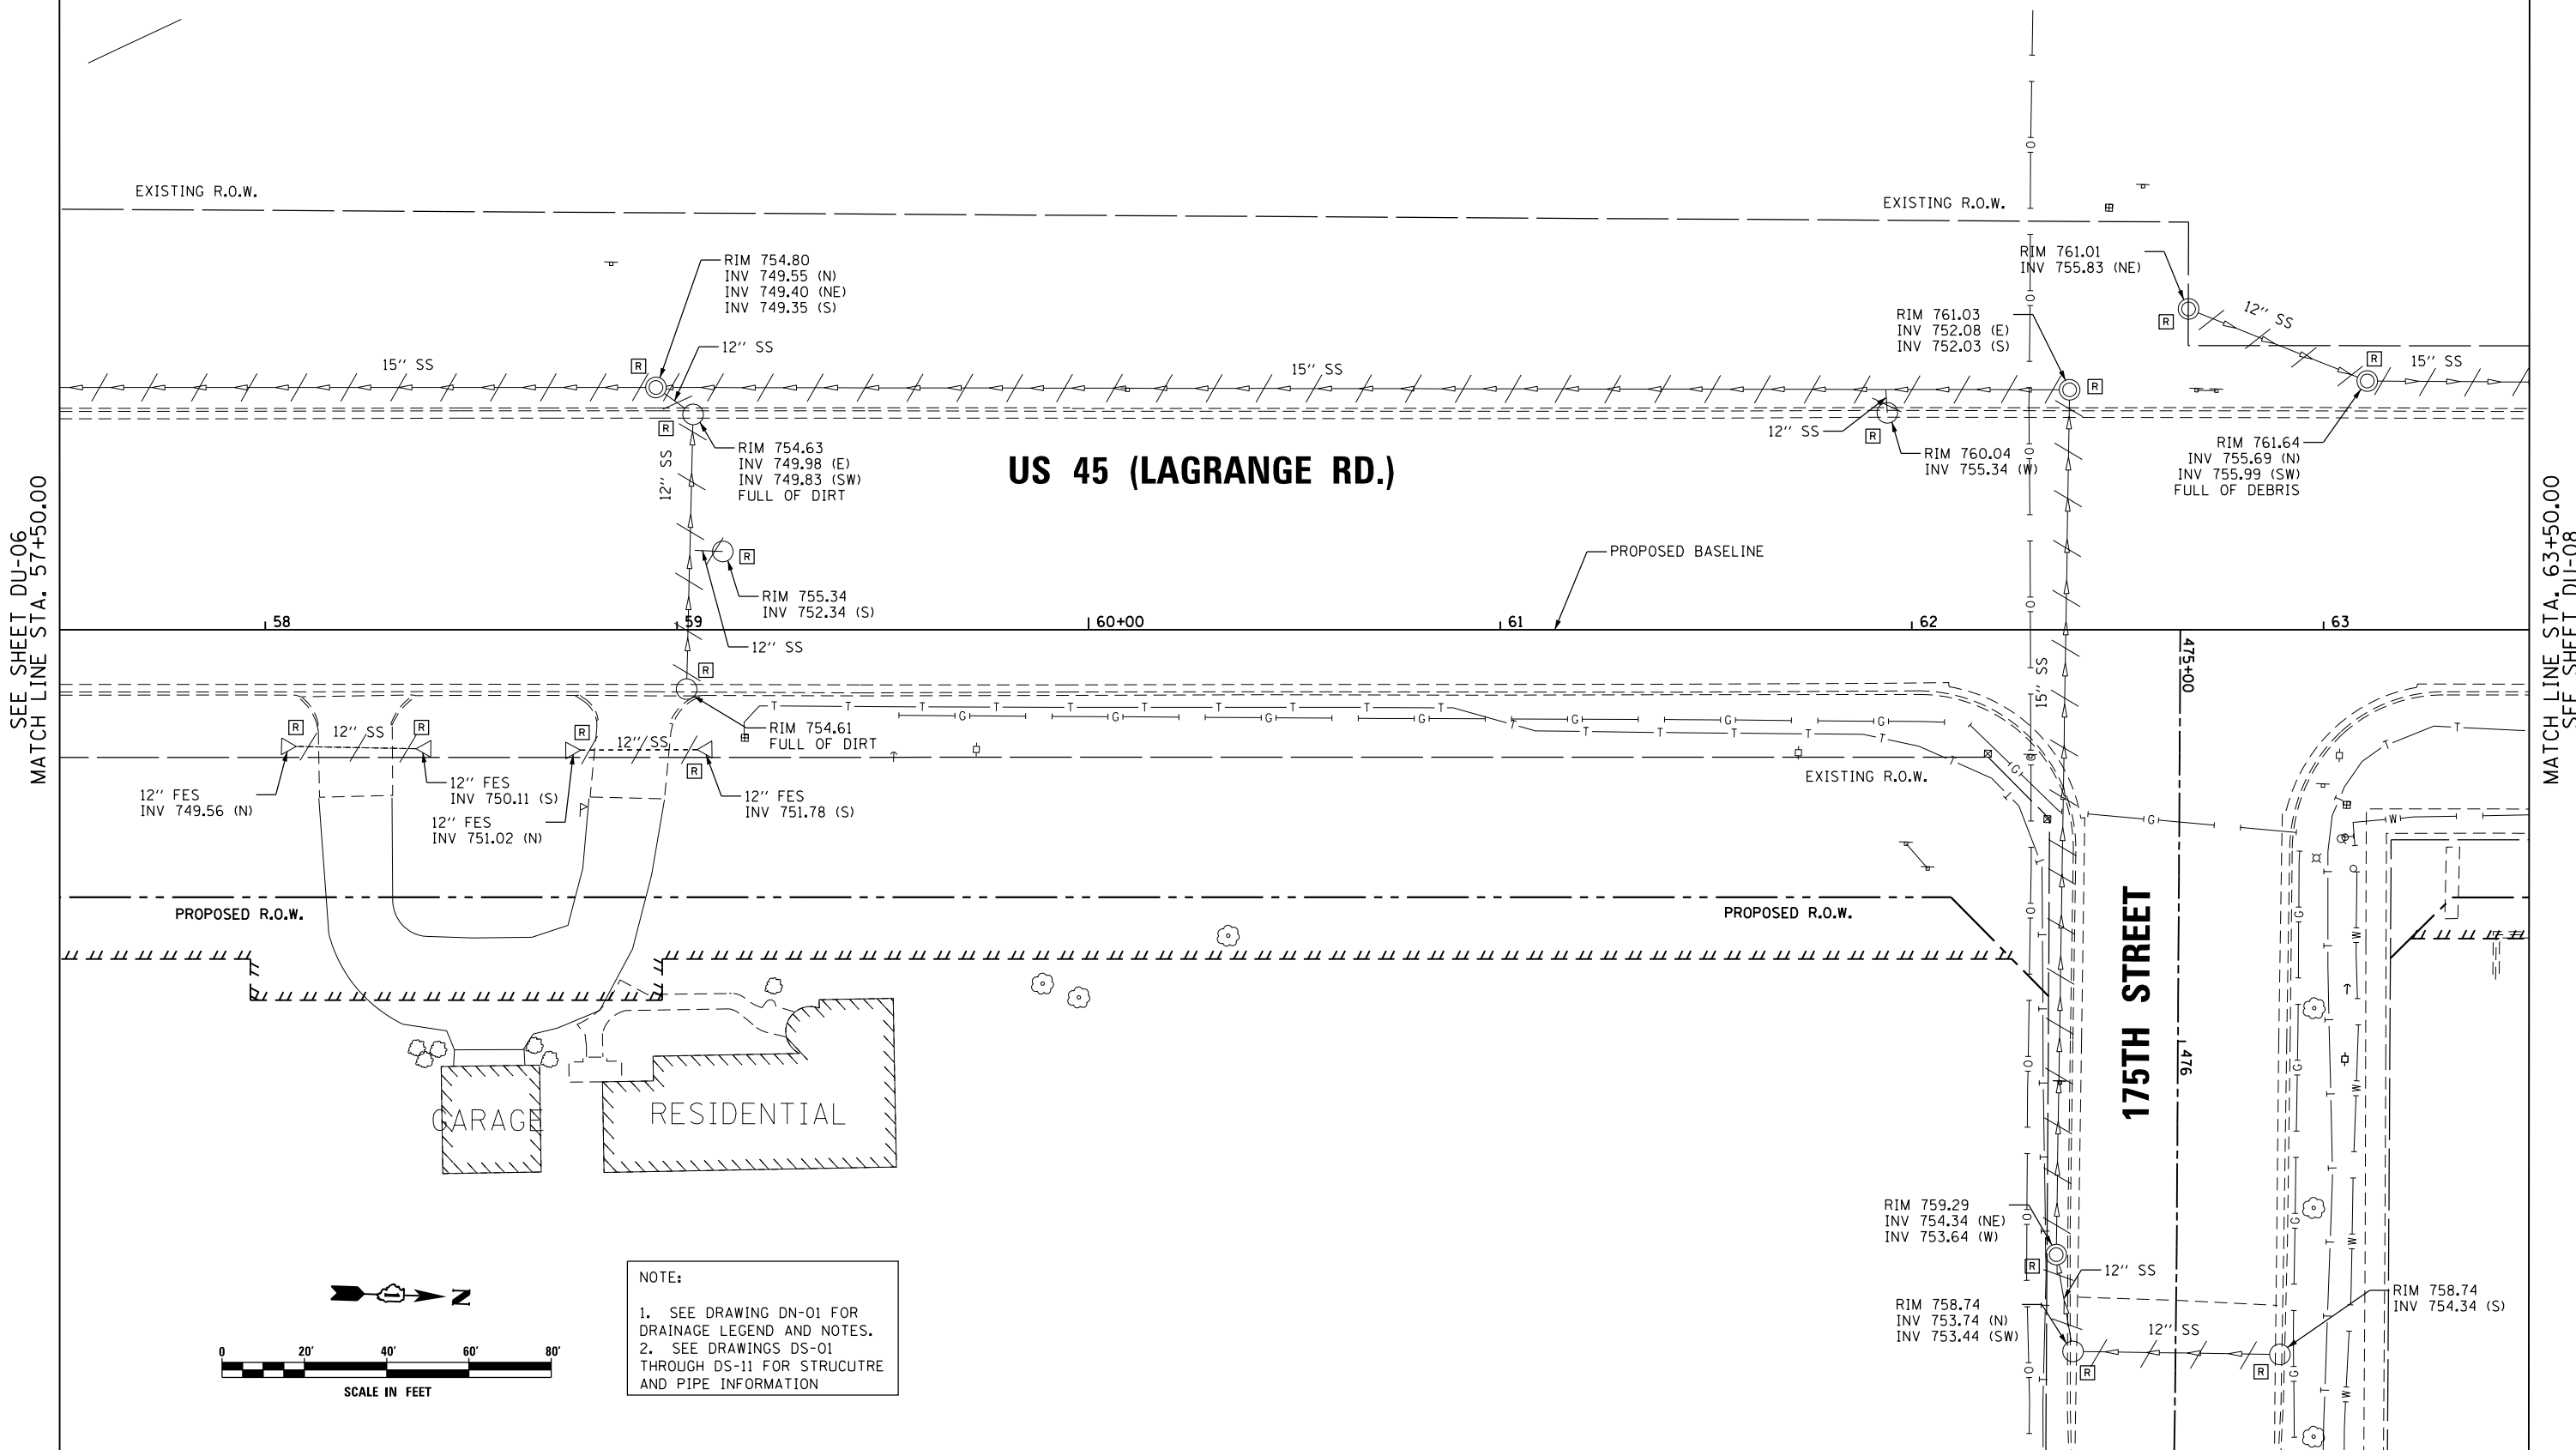 EXISTING R.O.W.
EXISTING R.O.W.
RIM 754.80
INV 749.55 (N)
INV 749.40 (NE)
INV 749.35 (S)
RIM 761.01
INV 755.83 (NE)
12'' SS
RIM 761.03
INV 752.08 (E)
INV 752.03 (S)
R
R
12'' SS
15'' SS
15'' SS
R
15'' SS
R
R
R
12'' SS
RIM 754.63
INV 749.98 (E)
INV 749.83 (SW)
FULL OF DIRT
12'' SS
US 45 (LAGRANGE RD.)
12'' SS
R
RIM 760.04
INV 755.34 (W)
RIM 761.64
INV 755.69 (N)
INV 755.99 (SW)
FULL OF DEBRIS
SEE SHEET DU-06
MATCH LINE STA. 57+50.00
MATCH LINE STA. 63+50.00
SEE SHEET DU-08
R
RIM 755.34
INV 752.34 (S)
12'' SS
PROPOSED BASELINE
58
59
60+00
61
62
63
475+00
15'' SS
R
RIM 754.61
FULL OF DIRT
R
12'' SS
R
R
12'' SS
R
12'' FES
INV 749.56 (N)
12'' FES
INV 750.11 (S)
12'' FES
INV 751.02 (N)
12'' FES
INV 751.78 (S)
EXISTING R.O.W.
T T T T T T T T T T
G G G G G G G
PROPOSED R.O.W.
PROPOSED R.O.W.
175TH STREET
476
GARAGE
RESIDENTIAL
RIM 759.29
INV 754.34 (NE)
INV 753.64 (W)
R
12'' SS
RIM 758.74
INV 753.74 (N)
INV 753.44 (SW)
R
12'' SS
R
RIM 758.74
INV 754.34 (S)
N
0 20' 40' 60' 80'
SCALE IN FEET
NOTE:
1. SEE DRAWING DN-01 FOR
DRAINAGE LEGEND AND NOTES.
2. SEE DRAWINGS DS-01
THROUGH DS-11 FOR STRUCUTRE
AND PIPE INFORMATION